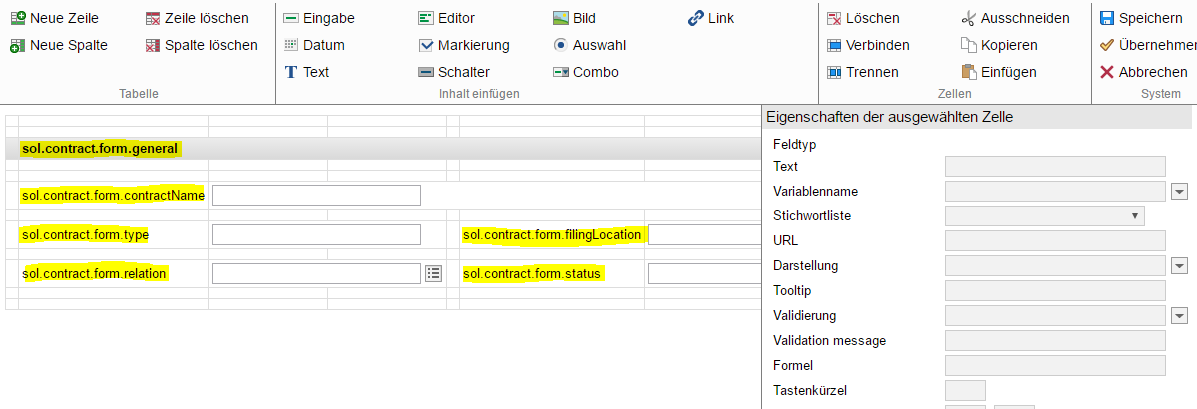 Neue Zeile Zeile löschen Eingabe Editor Bild Link Löschen Ausschneiden Speichern
Neue Spalte Spalte löschen Datum Markierung Auswahl Verbinden Kopieren Übernehmen
Text Schalter Combo Trennen Einfügen Abbrechen
Tabelle Inhalt einfügen Zellen System
sol.contract.form.general
sol.contract.form.contractName
sol.contract.form.type sol.contract.form.filingLocation
sol.contract.form.relation sol.contract.form.status
Eigenschaften der ausgewählten Zelle
Feldtyp
Text
Variablenname
Stichwortliste
URL
Darstellung
Tooltip
Validierung
Validation message
Formel
Tastenkürzel